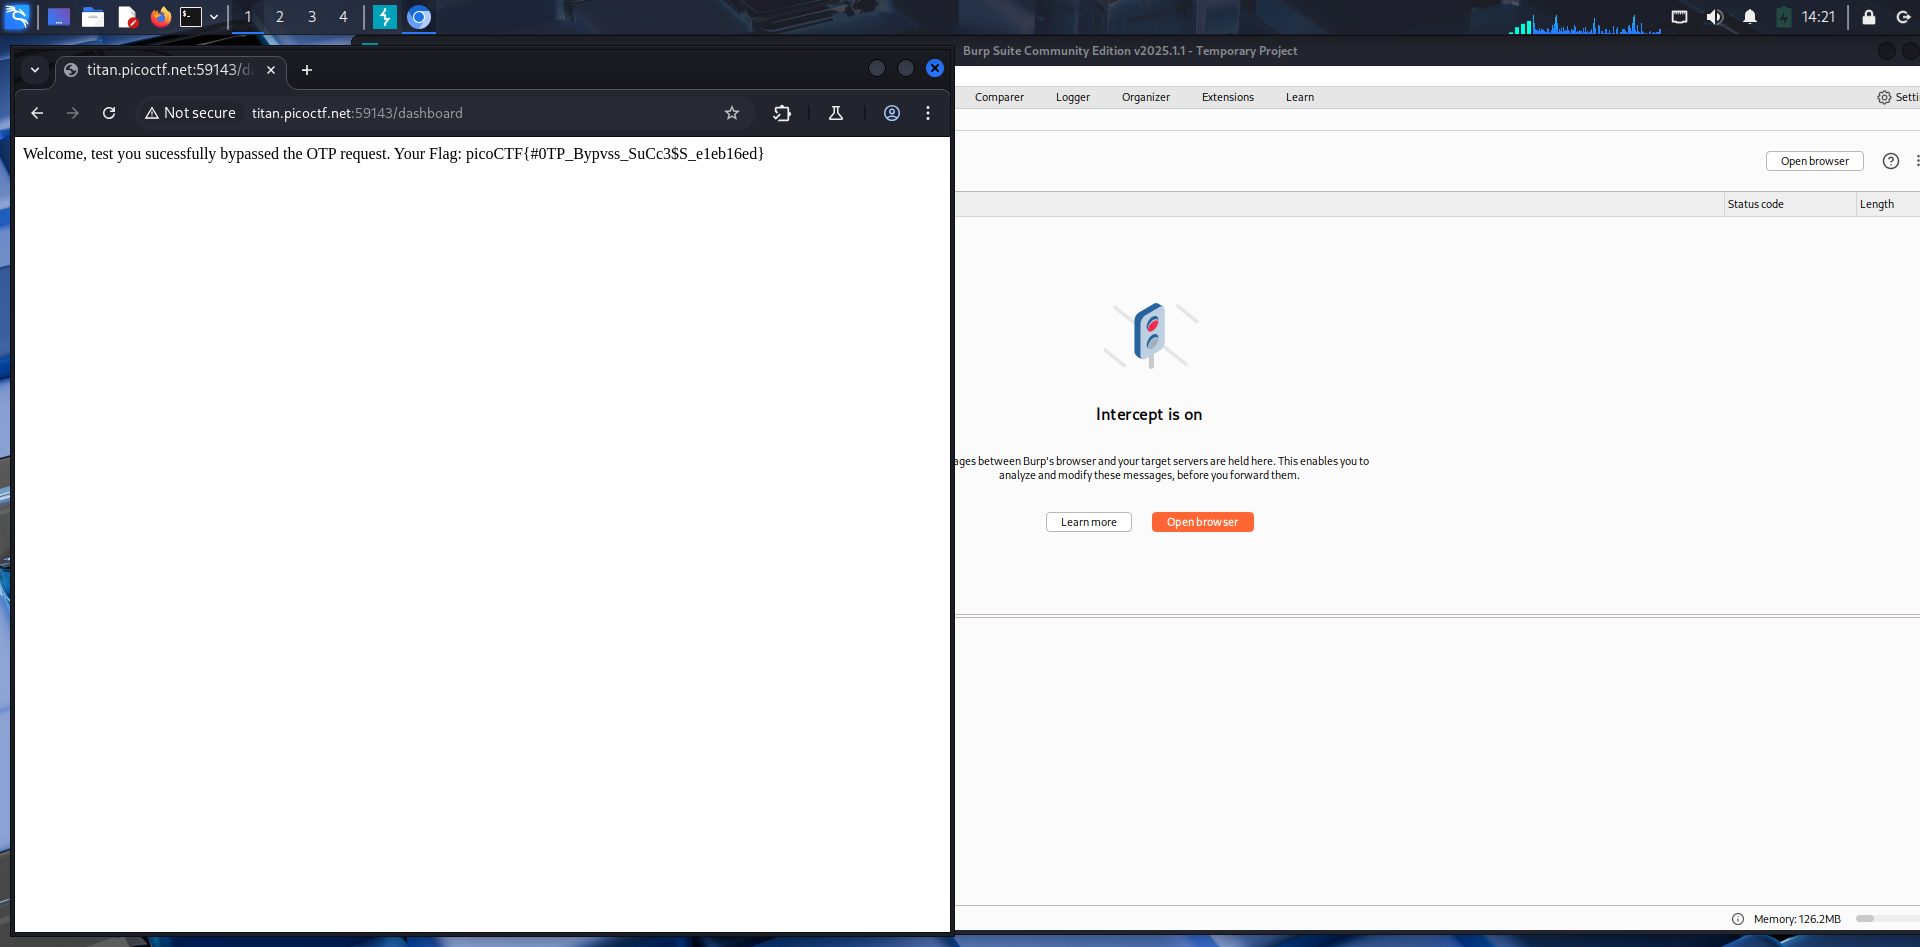 1 2 3 4
14:21
titan.picoctf.net:59143/d
Not secure
titan.picoctf.net:59143/dashboard
Welcome, test you sucessfully bypassed the OTP request. Your Flag: picoCTF{#0TP_Bypvss_SuCc3$S_e1eb16ed}
Burp Suite Community Edition v2025.1.1 - Temporary Project
Comparer Logger Organizer Extensions Learn
Open browser
Status code Length
Intercept is on
between Burp's browser and your target servers are held here. This enables you to
analyze and modify these messages, before you forward them.
Learn more Open browser
Memory: 126.2MB